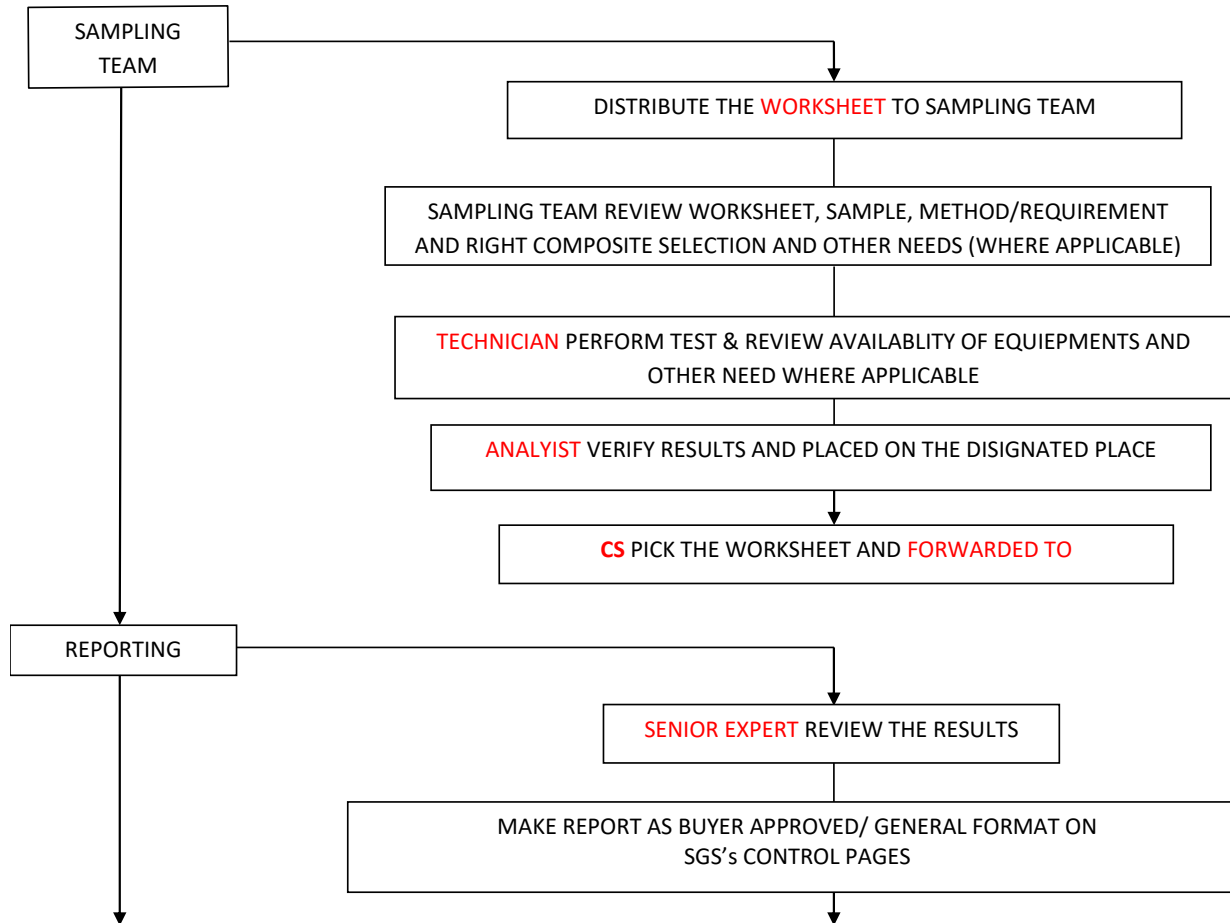 SAMPLING
TEAM
DISTRIBUTE THE WORKSHEET TO SAMPLING TEAM
SAMPLING TEAM REVIEW WORKSHEET, SAMPLE, METHOD/REQUIREMENT
AND RIGHT COMPOSITE SELECTION AND OTHER NEEDS (WHERE APPLICABLE)
TECHNICIAN PERFORM TEST & REVIEW AVAILABLITY OF EQUIEPMENTS AND
OTHER NEED WHERE APPLICABLE
ANALYIST VERIFY RESULTS AND PLACED ON THE DISIGNATED PLACE
CS PICK THE WORKSHEET AND FORWARDED TO
REPORTING
SENIOR EXPERT REVIEW THE RESULTS
MAKE REPORT AS BUYER APPROVED/ GENERAL FORMAT ON
SGS’s CONTROL PAGES